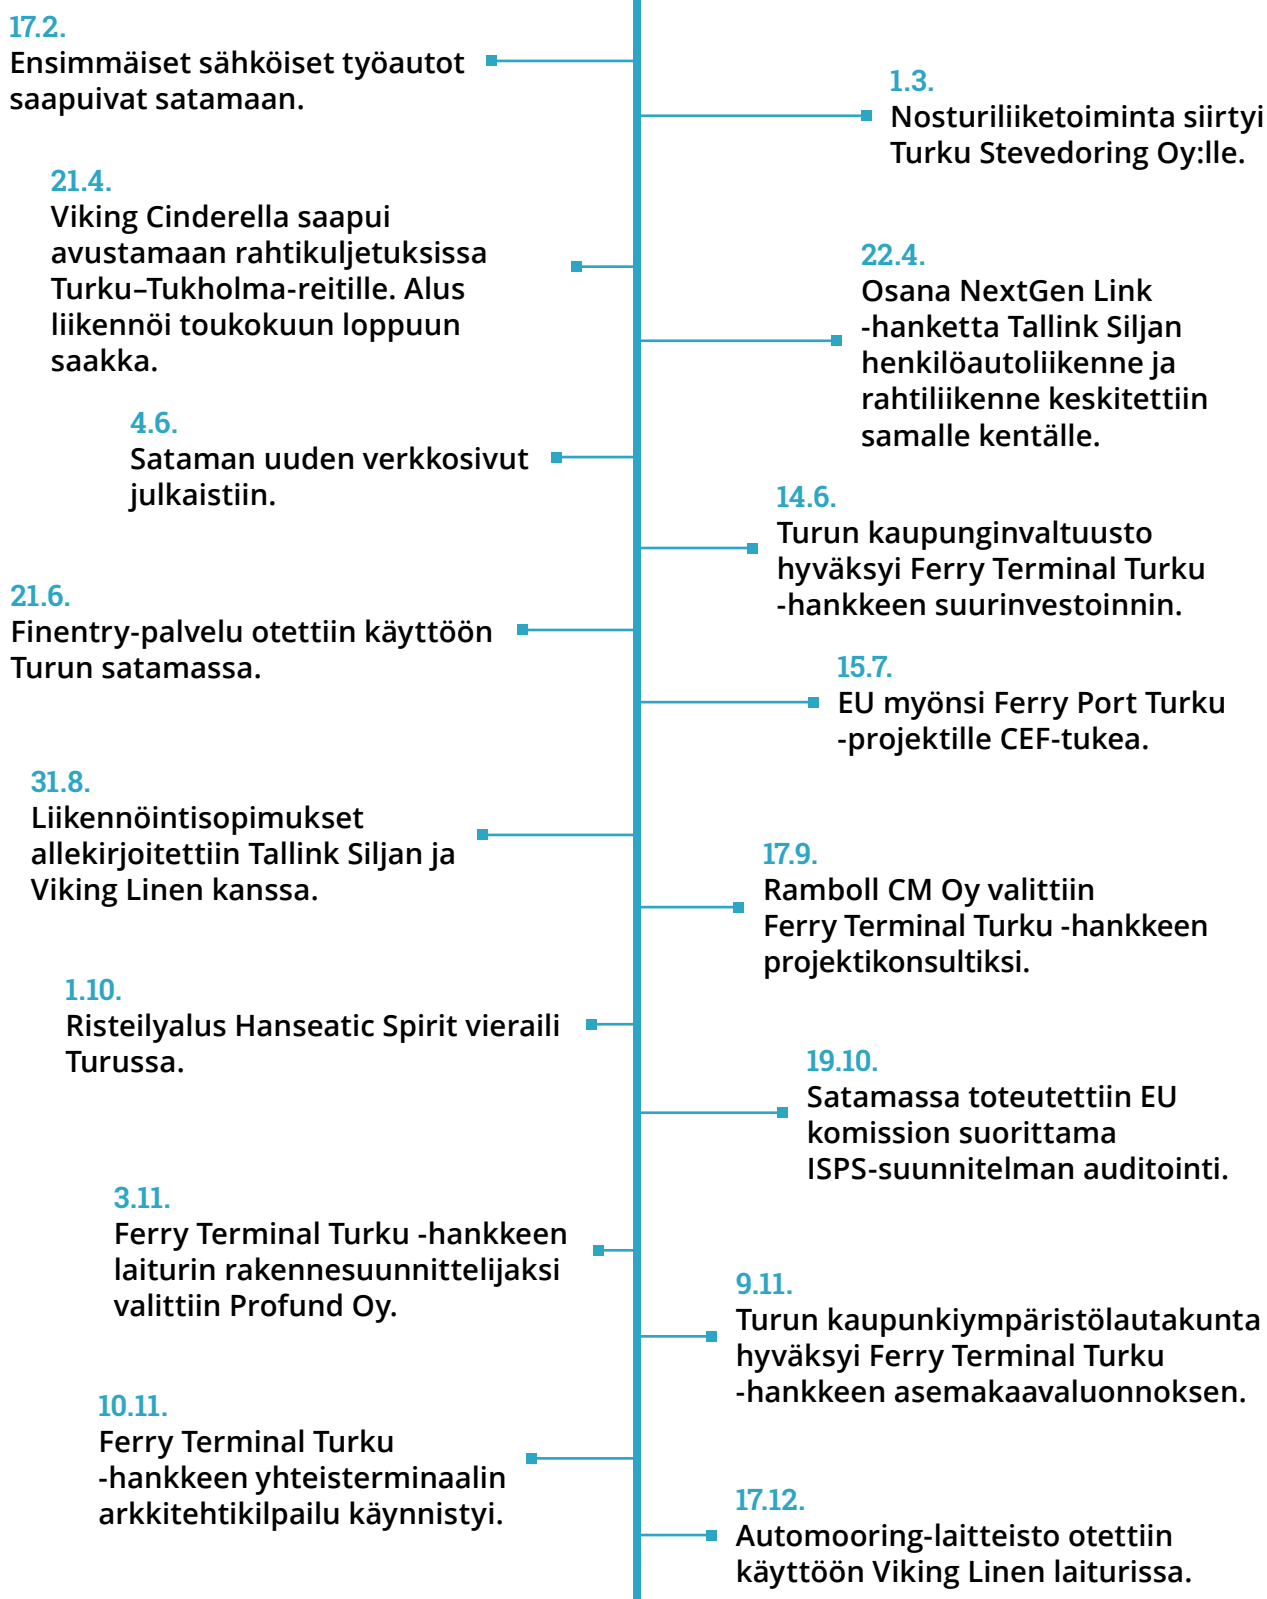 17.2.
Ensimmäiset sähköiset työautot
saapuivat satamaan.
1.3.
Nosturiliiketoiminta siirtyi
Turku Stevedoring Oy:lle.
21.4.
Viking Cinderella saapui
avustamaan rahtikuljetuksissa
Turku–Tukholma-reitille. Alus
liikennöi toukokuun loppuun
saakka.
22.4.
Osana NextGen Link
-hanketta Tallink Siljan
henkilöautoliikenne ja
rahtiliikenne keskitettiin
samalle kentälle.
4.6.
Sataman uuden verkkosivut
julkaistiin.
14.6.
Turun kaupunginvaltuusto
hyväksyi Ferry Terminal Turku
-hankkeen suurinvestoinnin.
21.6.
Finentry-palvelu otettiin käyttöön
Turun satamassa.
15.7.
EU myönsi Ferry Port Turku
-projektille CEF-tukea.
31.8.
Liikennöintisopimukset
allekirjoitettiin Tallink Siljan ja
Viking Linen kanssa.
17.9.
Ramboll CM Oy valittiin
Ferry Terminal Turku -hankkeen
projektikonsultiksi.
1.10.
Risteilyalus Hanseatic Spirit vieraili
Turussa.
19.10.
Satamassa toteutettiin EU
komission suorittama
ISPS-suunnitelman auditointi.
3.11.
Ferry Terminal Turku -hankkeen
laiturin rakennesuunnittelijaksi
valittiin Profund Oy.
9.11.
Turun kaupunkiympäristölautakunta
hyväksyi Ferry Terminal Turku
-hankkeen asemakaavaluonnoksen.
10.11.
Ferry Terminal Turku
-hankkeen yhteisterminaalin
arkkitehtikilpailu käynnistyi.
17.12.
Automooring-laitteisto otettiin
käyttöön Viking Linen laiturissa.